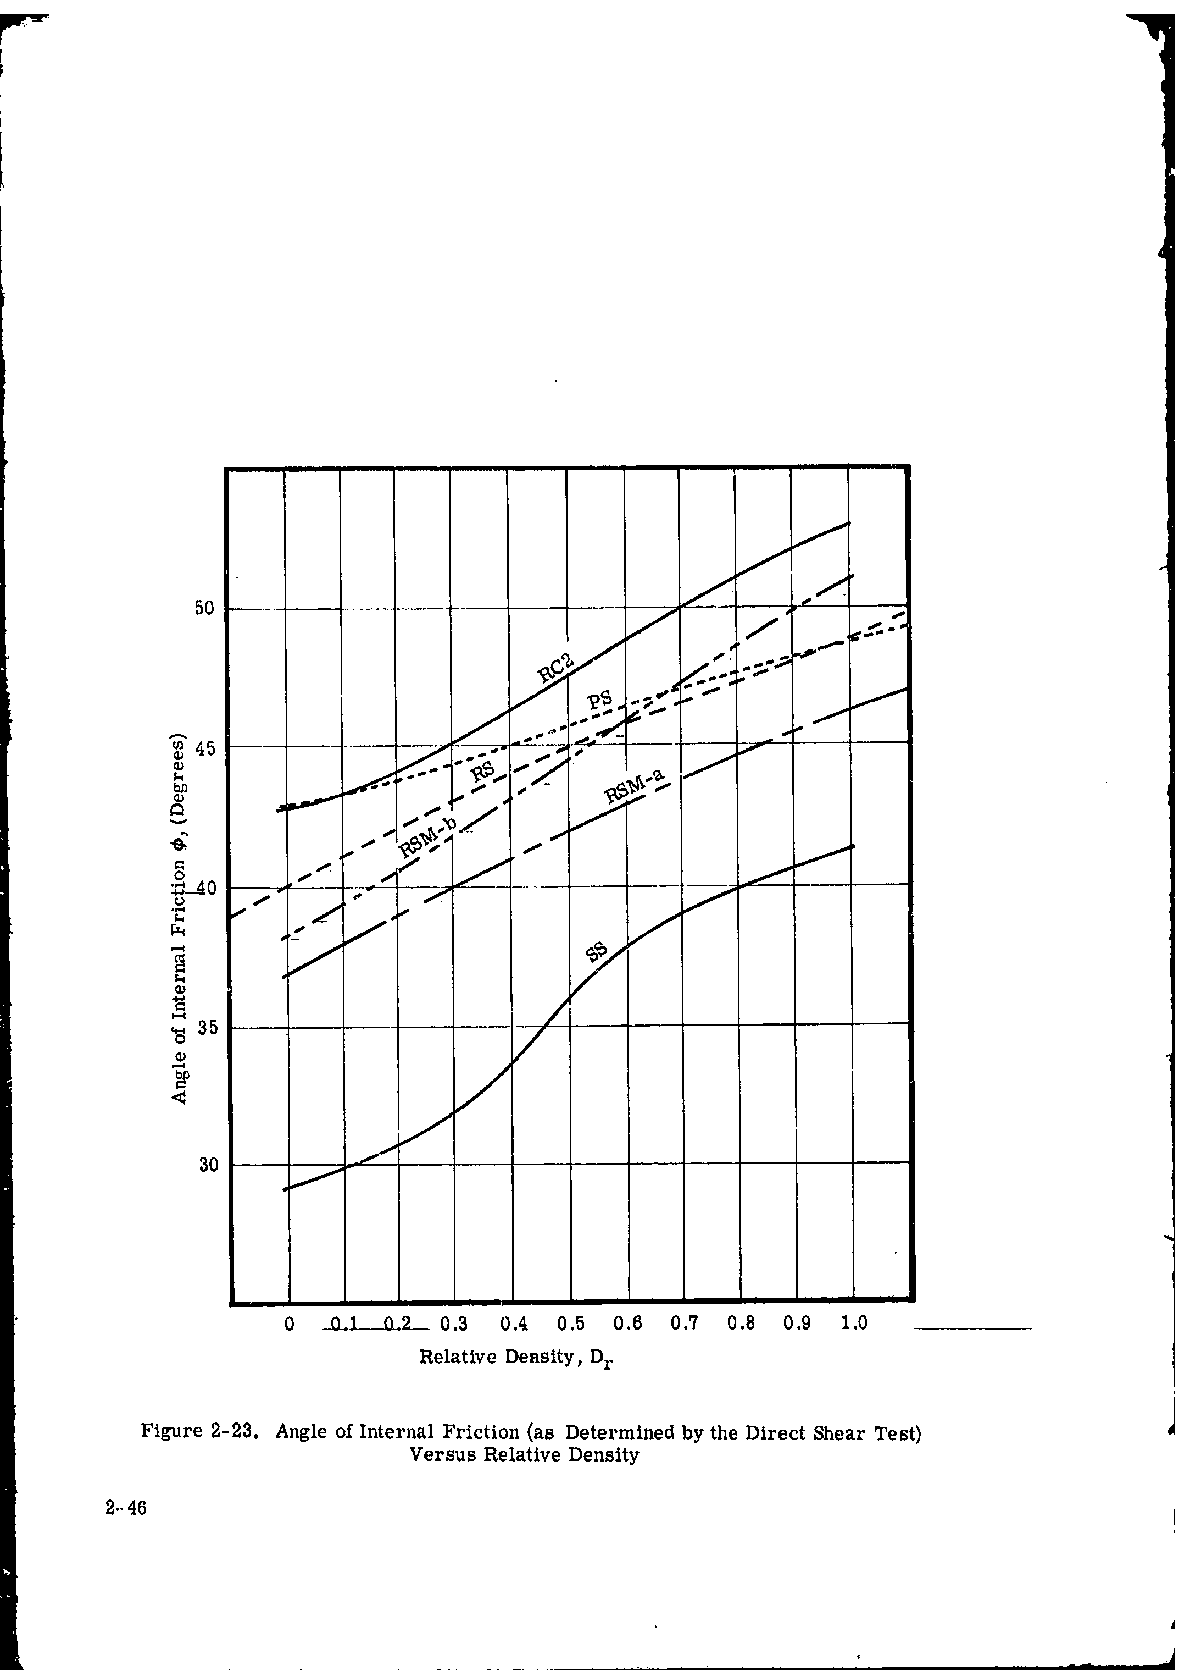 50
45
40
35
30
Angle of Internal Friction ϕ, (Degrees)
RC2
PS
RS
RSM-b
RSM-a
SS
0 0.1 0.2 0.3 0.4 0.5 0.6 0.7 0.8 0.9 1.0
Relative Density, Dr
Figure 2-23. Angle of Internal Friction (as Determined by the Direct Shear Test)
Versus Relative Density
2-46